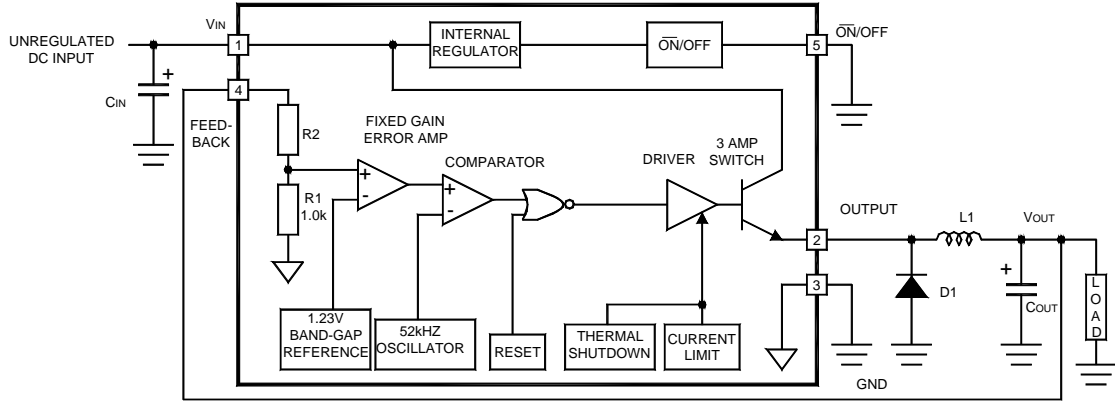 UNREGULATED
DC INPUT
VIN
1
INTERNAL
REGULATOR
ON/OFF
5
ON/OFF
+
CIN
4
FEED-
BACK
R2
R1
1.0k
FIXED GAIN
ERROR AMP
+
-
COMPARATOR
+
-
DRIVER
3 AMP
SWITCH
OUTPUT
2
L1
VOUT
3
D1
+
COUT
LOAD
1.23V
BAND-GAP
REFERENCE
52kHZ
OSCILLATOR
RESET
THERMAL
SHUTDOWN
CURRENT
LIMIT
GND